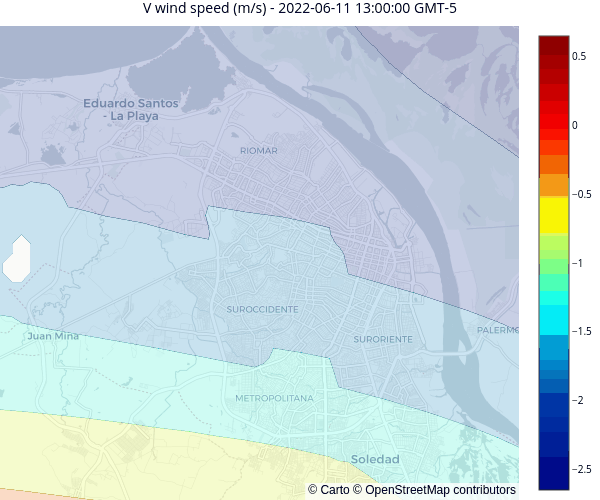 V wind speed (m/s) - 2022-06-11 13:00:00 GMT-5
Eduardo Santos
- La Playa
RIOMAR
SUROCCIDENTE
SURORIENTE
PALERMO
Juan Mina
METROPOLITANA
Soledad
© Carto © OpenStreetMap contributors
0.5
0
−0.5
−1
−1.5
−2
−2.5